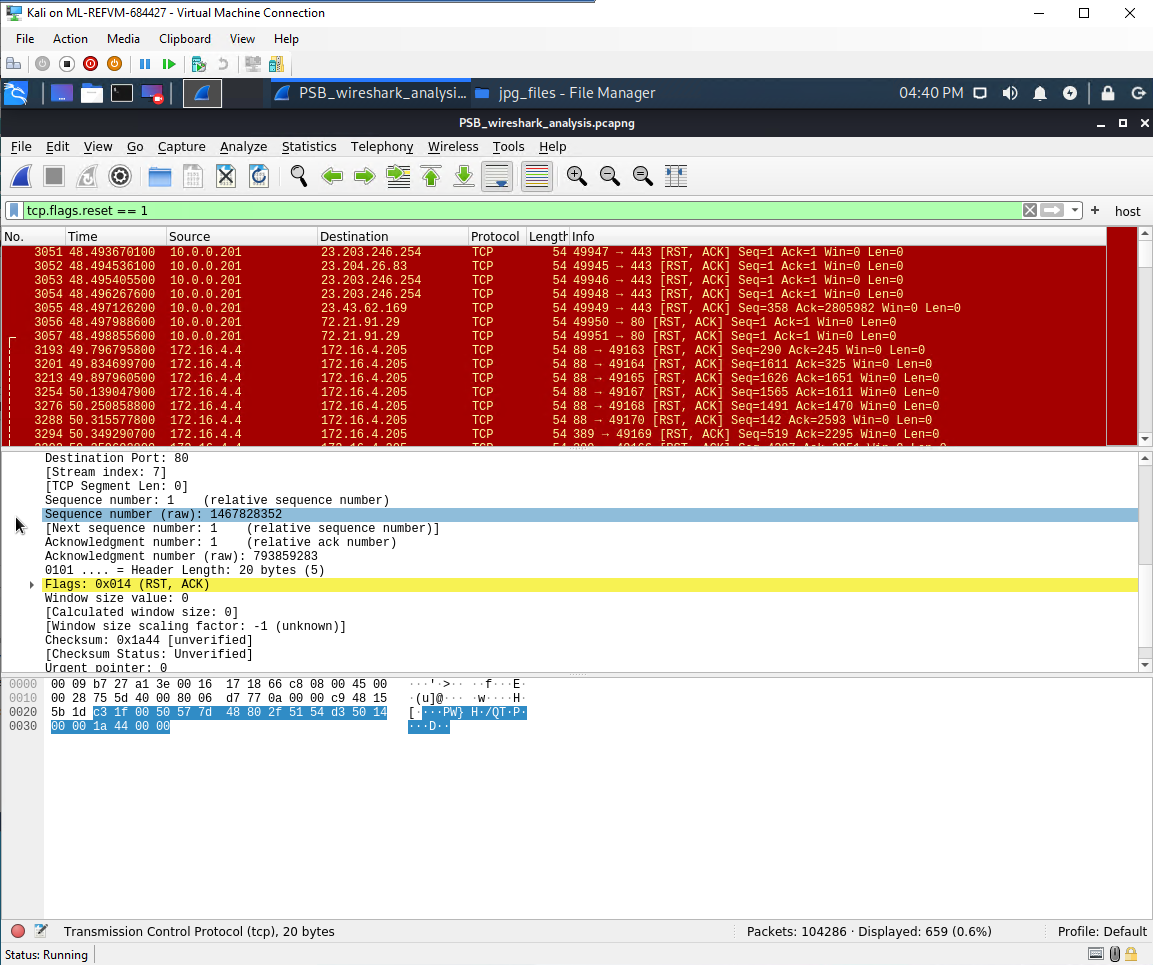 Kali on ML-REFVM-684427 - Virtual Machine Connection
File Action Media Clipboard View Help
PSB_wireshark_analysi... jpg_files - File Manager 04:40 PM
PSB_wireshark_analysis.pcapng
File Edit View Go Capture Analyze Statistics Telephony Wireless Tools Help
tcp.flags.reset == 1 + host
No. Time Source Destination Protocol Length Info
3051 48.493670100 10.0.0.201 23.203.246.254 TCP 54 49947 → 443 [RST, ACK] Seq=1 Ack=1 Win=0 Len=0
3052 48.494536100 10.0.0.201 23.204.26.83 TCP 54 49945 → 443 [RST, ACK] Seq=1 Ack=1 Win=0 Len=0
3053 48.495405500 10.0.0.201 23.203.246.254 TCP 54 49946 → 443 [RST, ACK] Seq=1 Ack=1 Win=0 Len=0
3054 48.496267600 10.0.0.201 23.203.246.254 TCP 54 49948 → 443 [RST, ACK] Seq=1 Ack=1 Win=0 Len=0
3055 48.497126200 10.0.0.201 23.43.62.169 TCP 54 49949 → 443 [RST, ACK] Seq=358 Ack=2805982 Win=0 Len=0
3056 48.497988600 10.0.0.201 72.21.91.29 TCP 54 49950 → 80 [RST, ACK] Seq=1 Ack=1 Win=0 Len=0
3057 48.498855600 10.0.0.201 72.21.91.29 TCP 54 49951 → 80 [RST, ACK] Seq=1 Ack=1 Win=0 Len=0
3193 49.796795800 172.16.4.4 172.16.4.205 TCP 54 88 → 49163 [RST, ACK] Seq=290 Ack=245 Win=0 Len=0
3201 49.834699700 172.16.4.4 172.16.4.205 TCP 54 88 → 49164 [RST, ACK] Seq=1611 Ack=325 Win=0 Len=0
3213 49.897960500 172.16.4.4 172.16.4.205 TCP 54 88 → 49165 [RST, ACK] Seq=1626 Ack=1651 Win=0 Len=0
3254 50.139047900 172.16.4.4 172.16.4.205 TCP 54 88 → 49167 [RST, ACK] Seq=1565 Ack=1611 Win=0 Len=0
3276 50.250858800 172.16.4.4 172.16.4.205 TCP 54 88 → 49168 [RST, ACK] Seq=1491 Ack=1470 Win=0 Len=0
3288 50.315577800 172.16.4.4 172.16.4.205 TCP 54 88 → 49170 [RST, ACK] Seq=142 Ack=2593 Win=0 Len=0
3294 50.349290700 172.16.4.4 172.16.4.205 TCP 54 389 → 49169 [RST, ACK] Seq=519 Ack=2295 Win=0 Len=0
Destination Port: 80
[Stream index: 7]
[TCP Segment Len: 0]
Sequence number: 1 (relative sequence number)
Sequence number (raw): 1467828352
[Next sequence number: 1 (relative sequence number)]
Acknowledgment number: 1 (relative ack number)
Acknowledgment number (raw): 793859283
0101 .... = Header Length: 20 bytes (5)
Flags: 0x014 (RST, ACK)
Window size value: 0
[Calculated window size: 0]
[Window size scaling factor: -1 (unknown)]
Checksum: 0x1a44 [unverified]
[Checksum Status: Unverified]
Urgent pointer: 0
0000 00 09 b7 27 a1 3e 00 16 17 18 66 c8 08 00 45 00 ···'·>·· ··f···E·
0010 00 28 75 5d 40 00 80 06 d7 77 0a 00 00 c9 48 15 ·(u]@··· ·w····H·
0020 5b 1d c3 1f 00 50 57 7d 48 80 2f 51 54 d3 50 14 [····PW} H·/QT·P·
0030 00 00 1a 44 00 00 ···D··
Transmission Control Protocol (tcp), 20 bytes Packets: 104286 · Displayed: 659 (0.6%) Profile: Default
Status: Running